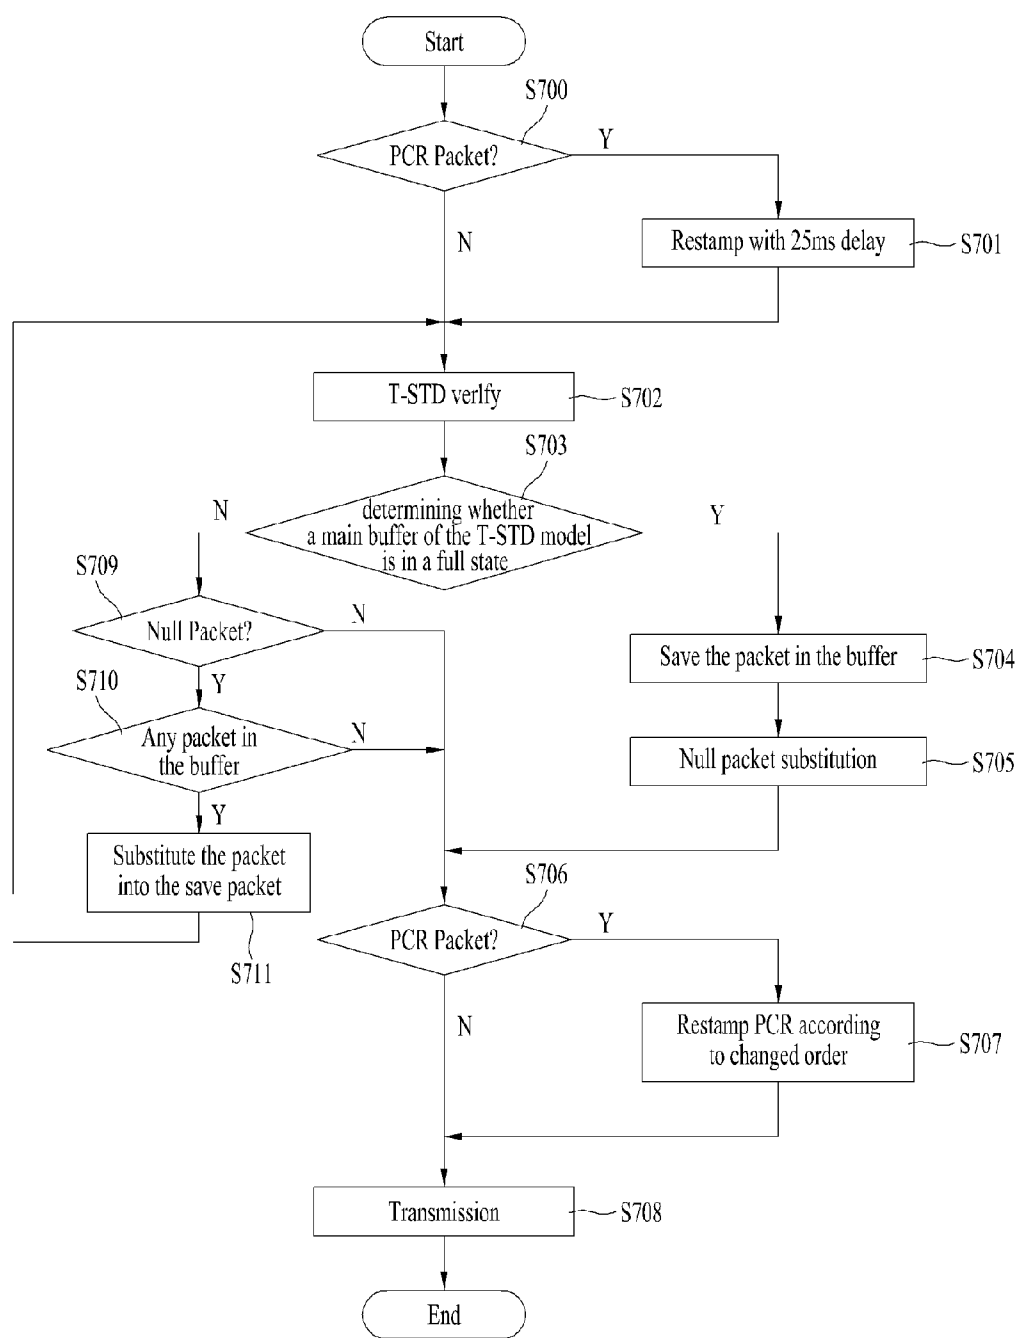 Start
S700
PCR Packet?
Y
N
Restamp with 25ms delay
S701
T-STD verlfy
S702
S703
determining whether
a main buffer of the T-STD model
is in a full state
N
Y
S709
Null Packet?
N
Y
Save the packet in the buffer
S704
S710
Any packet in
the buffer
N
Y
Null packet substitution
S705
Substitute the packet
into the save packet
S711
S706
PCR Packet?
Y
N
Restamp PCR according
to changed order
S707
Transmission
S708
End